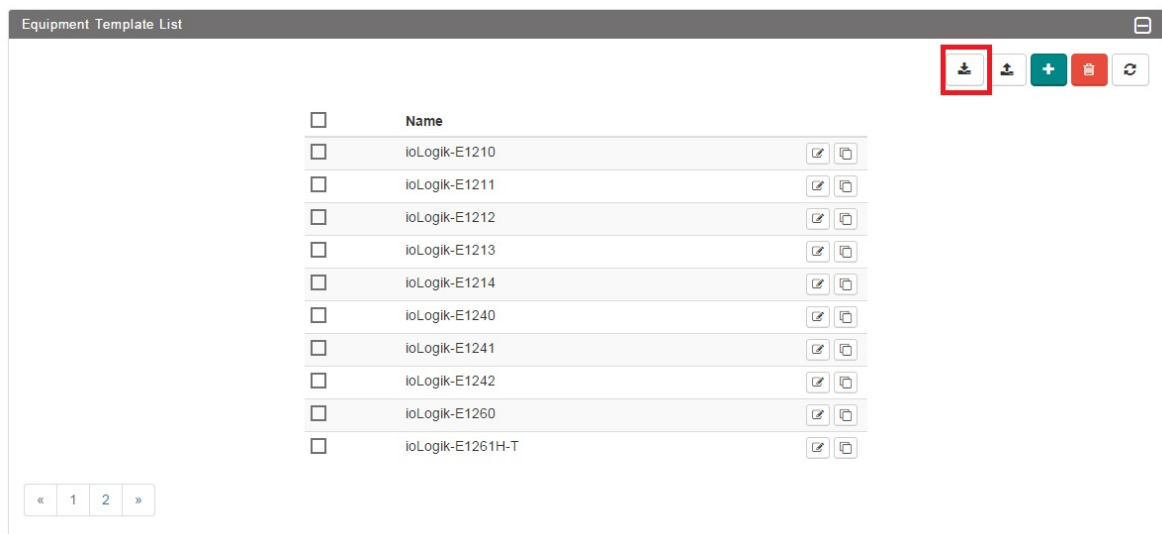 Equipment Template List
Name
ioLogik-E1210
ioLogik-E1211
ioLogik-E1212
ioLogik-E1213
ioLogik-E1214
ioLogik-E1240
ioLogik-E1241
ioLogik-E1242
ioLogik-E1260
ioLogik-E1261H-T
« 1 2 »